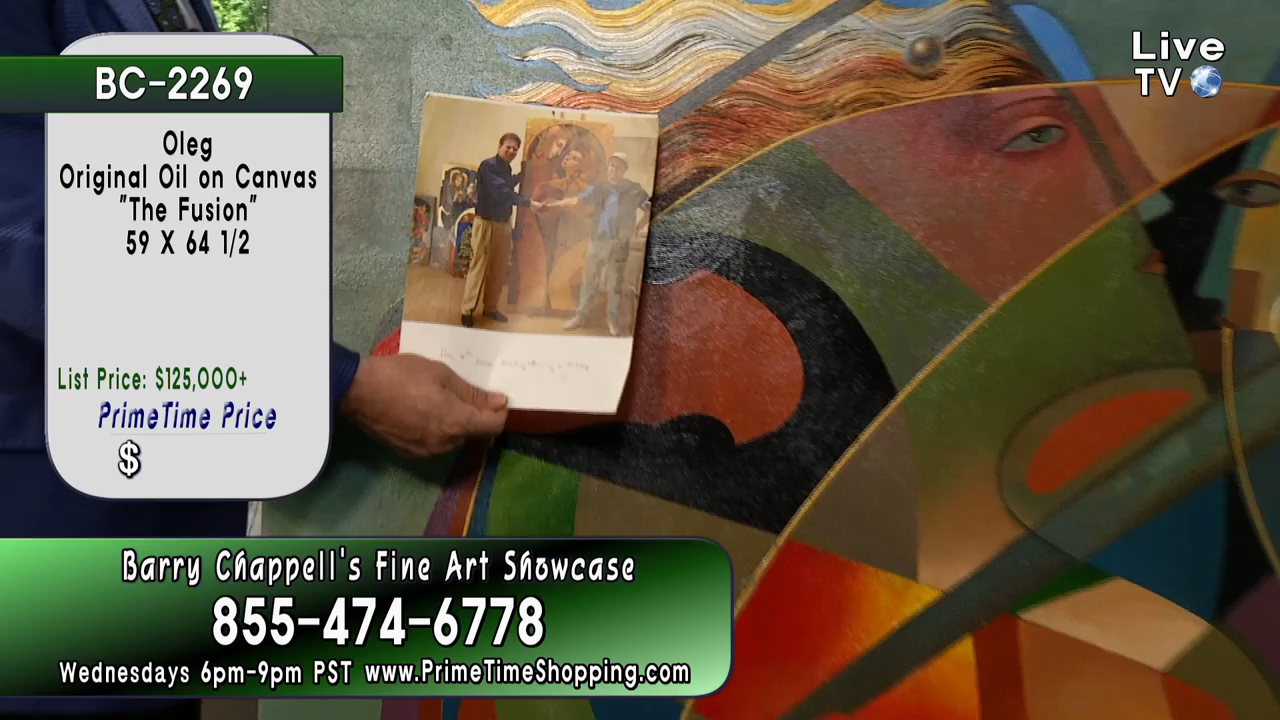 BC-2269
Oleg
Original Oil on Canvas
"The Fusion"
59 X 64 1/2
List Price: $125,000+
PrimeTime Price
$
Live
TV
Barry Chappell's Fine Art Showcase
855-474-6778
Wednesdays 6pm-9pm PST www.PrimeTimeShopping.com